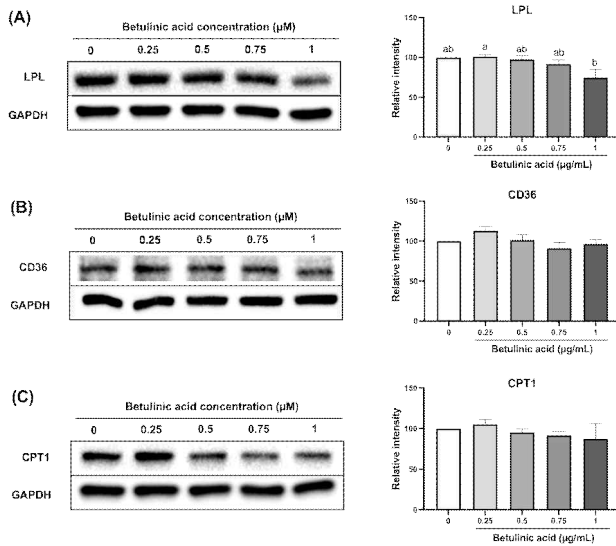 (A)
Betulinic acid concentration (µM)
0 0.25 0.5 0.75 1
LPL
GAPDH
LPL
Relative intensity
150
100
50
0
ab a ab ab b
0 0.25 0.5 0.75 1
Betulinic acid (µg/mL)
(B)
Betulinic acid concentration (µM)
0 0.25 0.5 0.75 1
CD36
GAPDH
CD36
Relative intensity
150
100
50
0
0 0.25 0.5 0.75 1
Betulinic acid (µg/mL)
(C)
Betulinic acid concentration (µM)
0 0.25 0.5 0.75 1
CPT1
GAPDH
CPT1
Relative intensity
150
100
50
0
0 0.25 0.5 0.75 1
Betulinic acid (µg/mL)